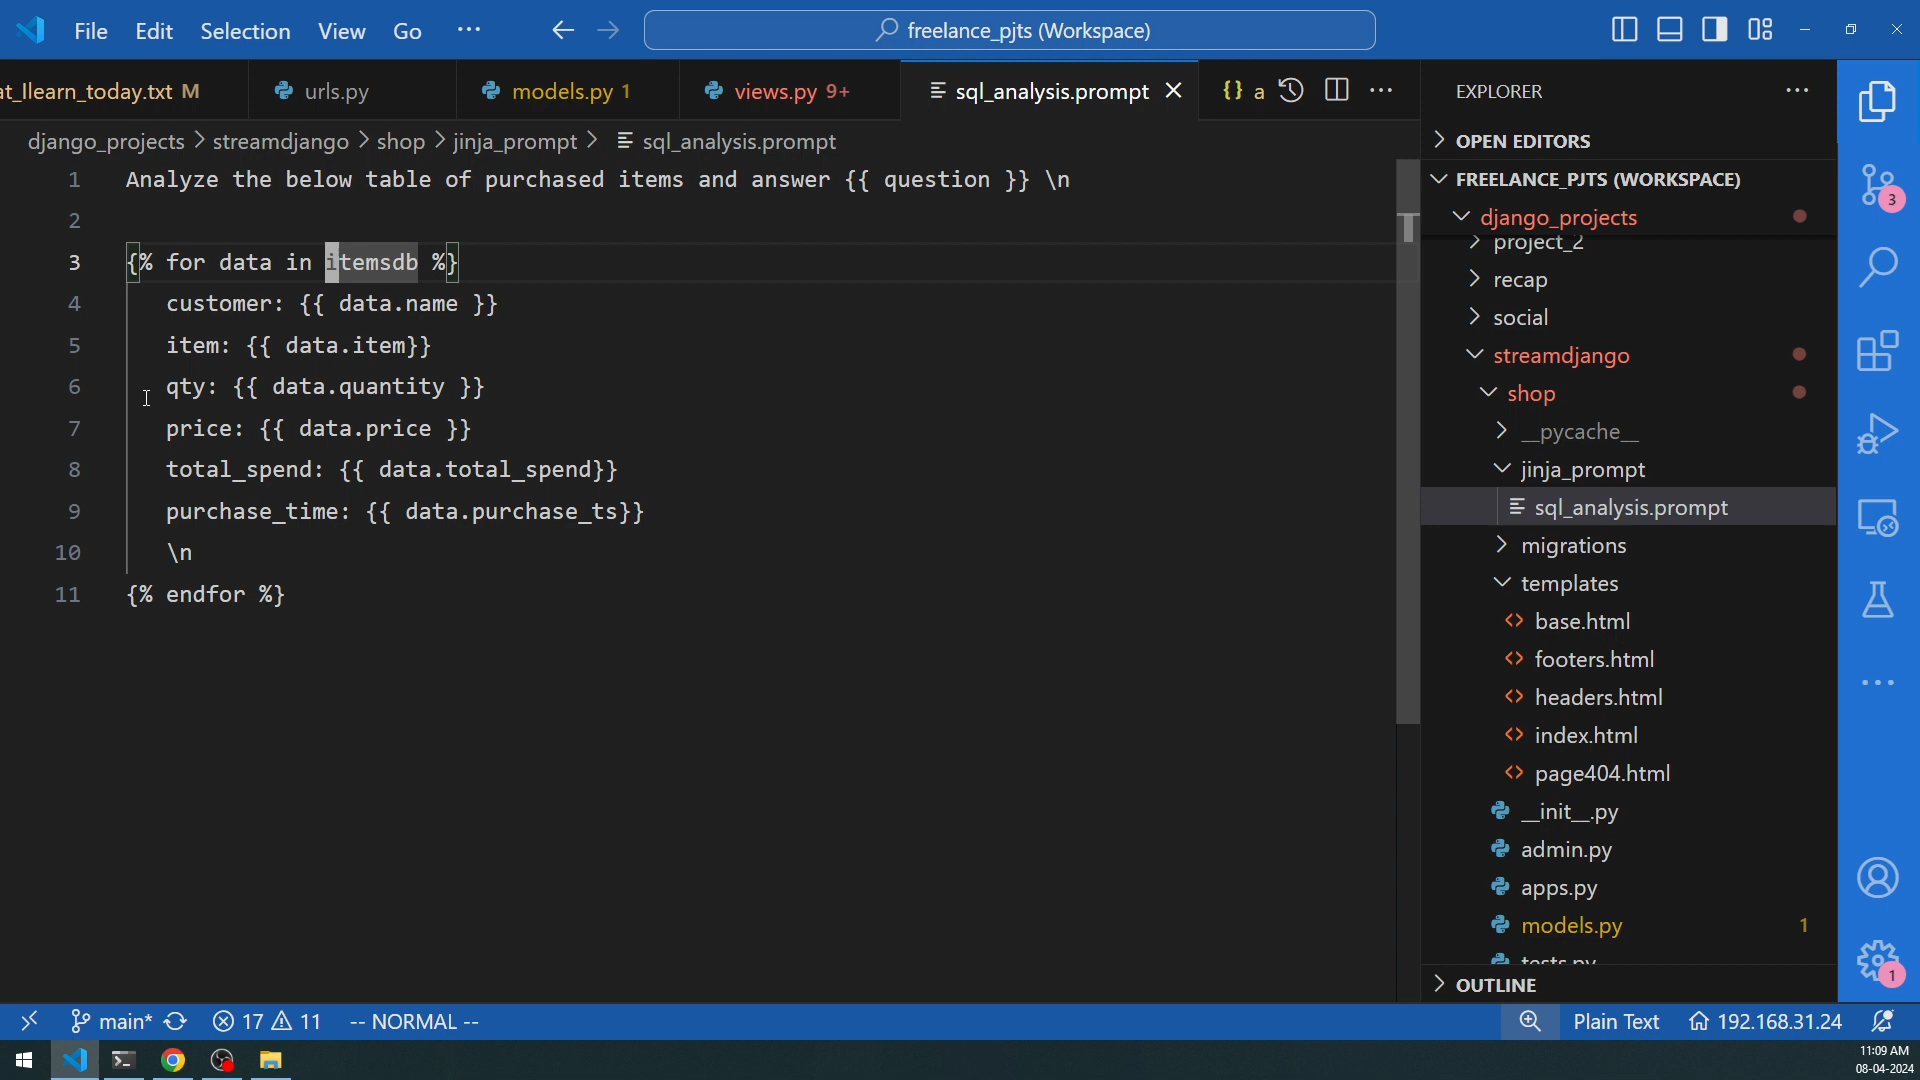 File Edit Selection View Go ··· freelance_pjts (Workspace)
at_llearn_today.txt M urls.py models.py 1 views.py 9+ sql_analysis.prompt {} a ···
django_projects > streamdjango > shop > jinja_prompt > sql_analysis.prompt
1 Analyze the below table of purchased items and answer {{ question }} \n
2
3 {% for data in itemsdb %}
4 customer: {{ data.name }}
5 item: {{ data.item}}
6 qty: {{ data.quantity }}
7 price: {{ data.price }}
8 total_spend: {{ data.total_spend}}
9 purchase_time: {{ data.purchase_ts}}
10 \n
11 {% endfor %}
EXPLORER ···
OPEN EDITORS
FREELANCE_PJTS (WORKSPACE)
django_projects
project_2
recap
social
streamdjango
shop
__pycache__
jinja_prompt
sql_analysis.prompt
migrations
templates
base.html
footers.html
headers.html
index.html
page404.html
__init__.py
admin.py
apps.py
models.py 1
tests.py
OUTLINE
3
1
main* 17 11 -- NORMAL -- Plain Text 192.168.31.24
11:09 AM
08-04-2024